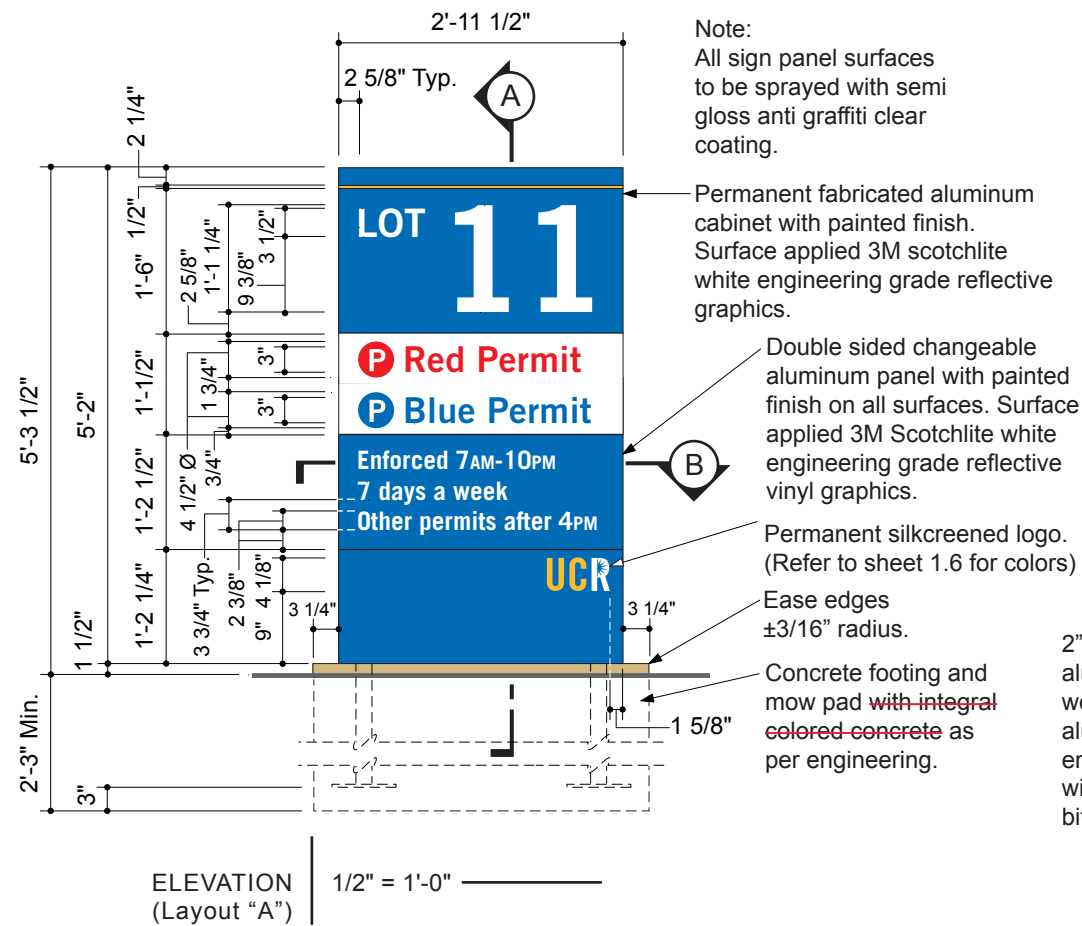 2'-11 1/2"
2 5/8" Typ.
A
Note:
All sign panel surfaces
to be sprayed with semi
gloss anti graffiti clear
coating.
Permanent fabricated aluminum
cabinet with painted finish.
Surface applied 3M scotchlite
white engineering grade reflective
graphics.
Double sided changeable
aluminum panel with painted
finish on all surfaces. Surface
applied 3M Scotchlite white
engineering grade reflective
vinyl graphics.
B
Permanent silkscreened logo.
(Refer to sheet 1.6 for colors)
Ease edges
±3/16” radius.
Concrete footing and
mow pad with integral
colored concrete as
per engineering.
2”
alu
we
alu
en
wi
bit
LOT 11
P Red Permit
P Blue Permit
Enforced 7AM-10PM
7 days a week
Other permits after 4PM
UCR
5'-3 1/2"
2'-3" Min.
5'-2"
1 1/2"
3"
2 1/4"
1/2"
1'-6"
1'-1/2"
1'-2 1/2"
1'-2 1/4"
2 5/8"
1'-1 1/4"
4 1/2" Ø
1 3/4"
3/4"
3 3/4" Typ.
9 3/8"
3 1/2"
3"
3"
2 3/8"
4 1/8"
9"
3 1/4"
3 1/4"
1 5/8"
ELEVATION
(Layout “A”)
1/2" = 1'-0"